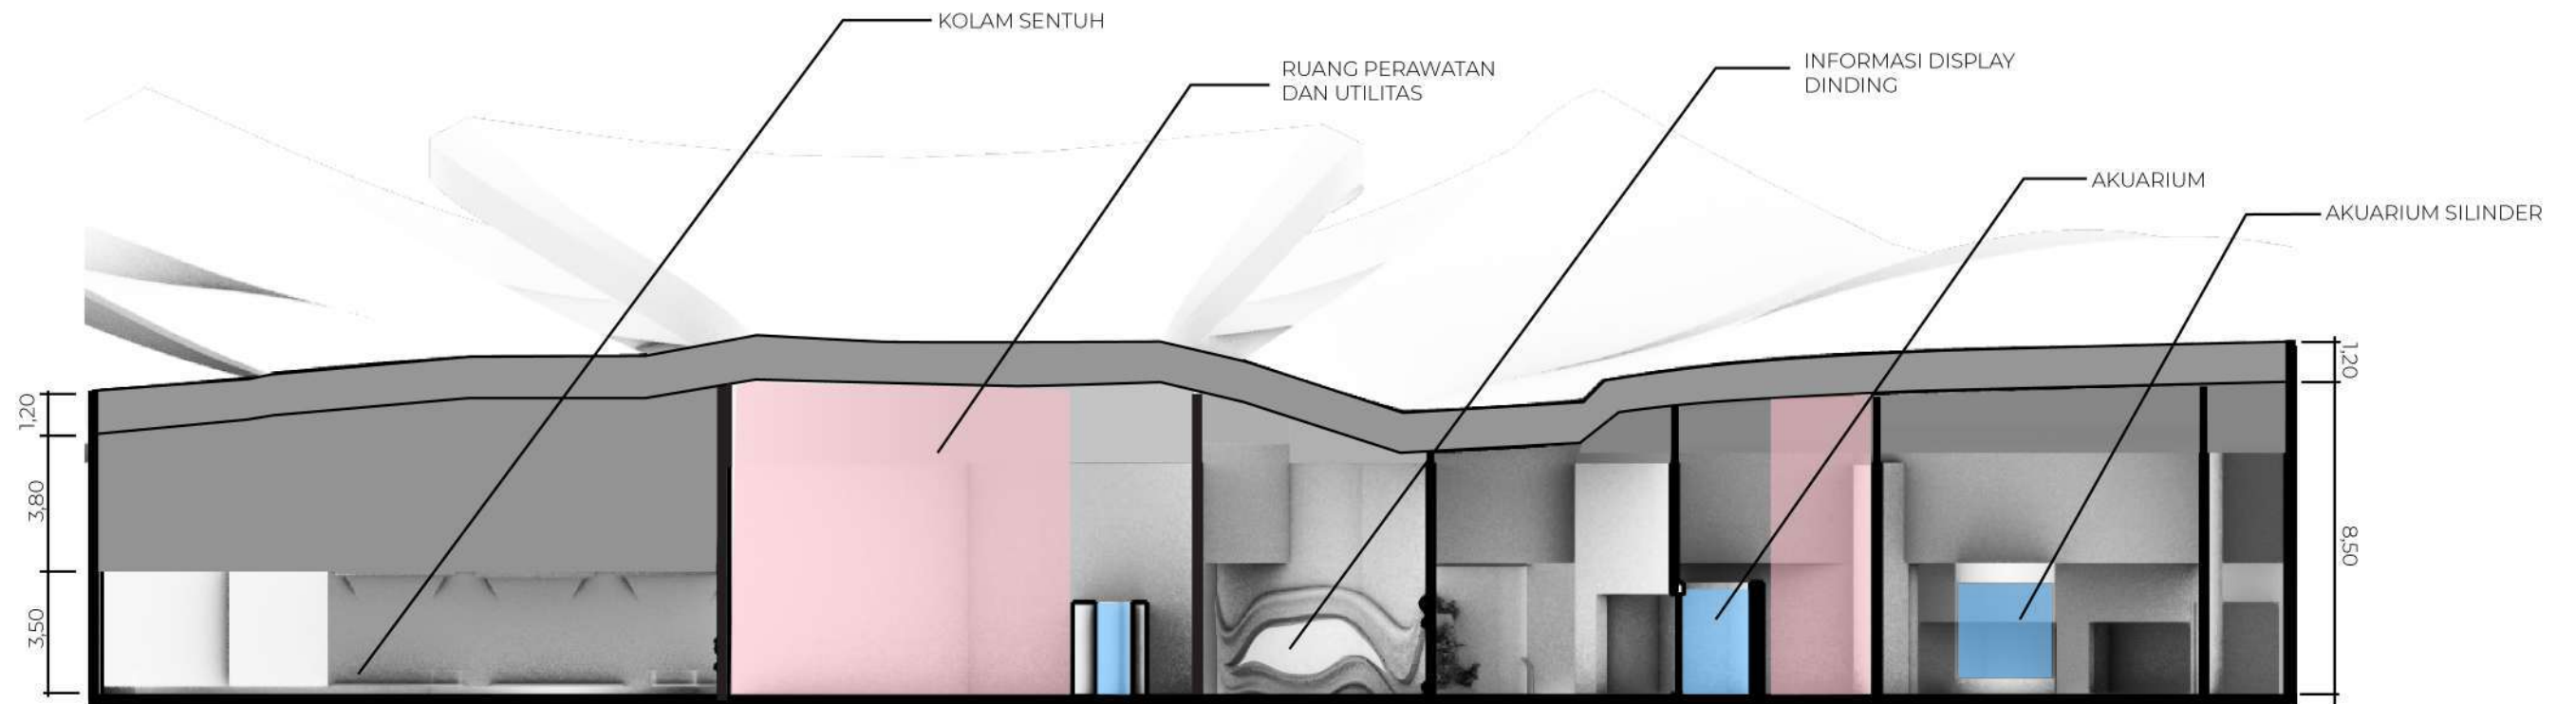 KOLAM SENTUH
RUANG PERAWATAN
DAN UTILITAS
INFORMASI DISPLAY
DINDING
AKUARIUM
AKUARIUM SILINDER
1,20
3,80
3,50
1,20
8,50